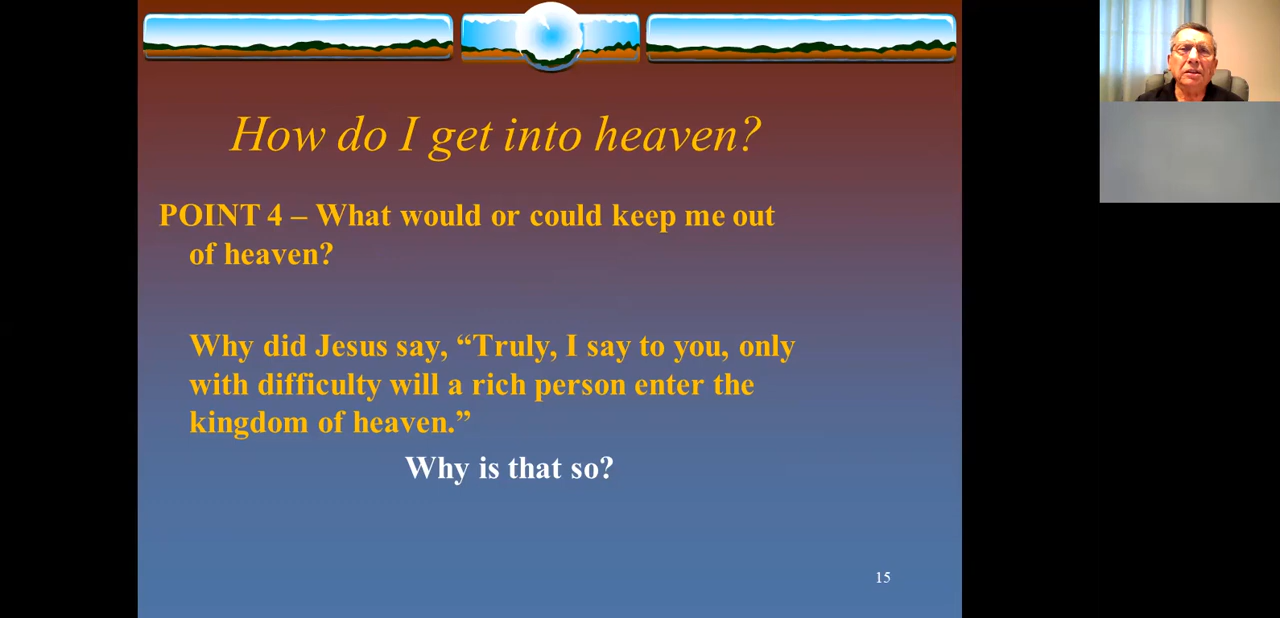 How do I get into heaven?
POINT 4 – What would or could keep me out
of heaven?
Why did Jesus say, “Truly, I say to you, only
with difficulty will a rich person enter the
kingdom of heaven.”
Why is that so?
15